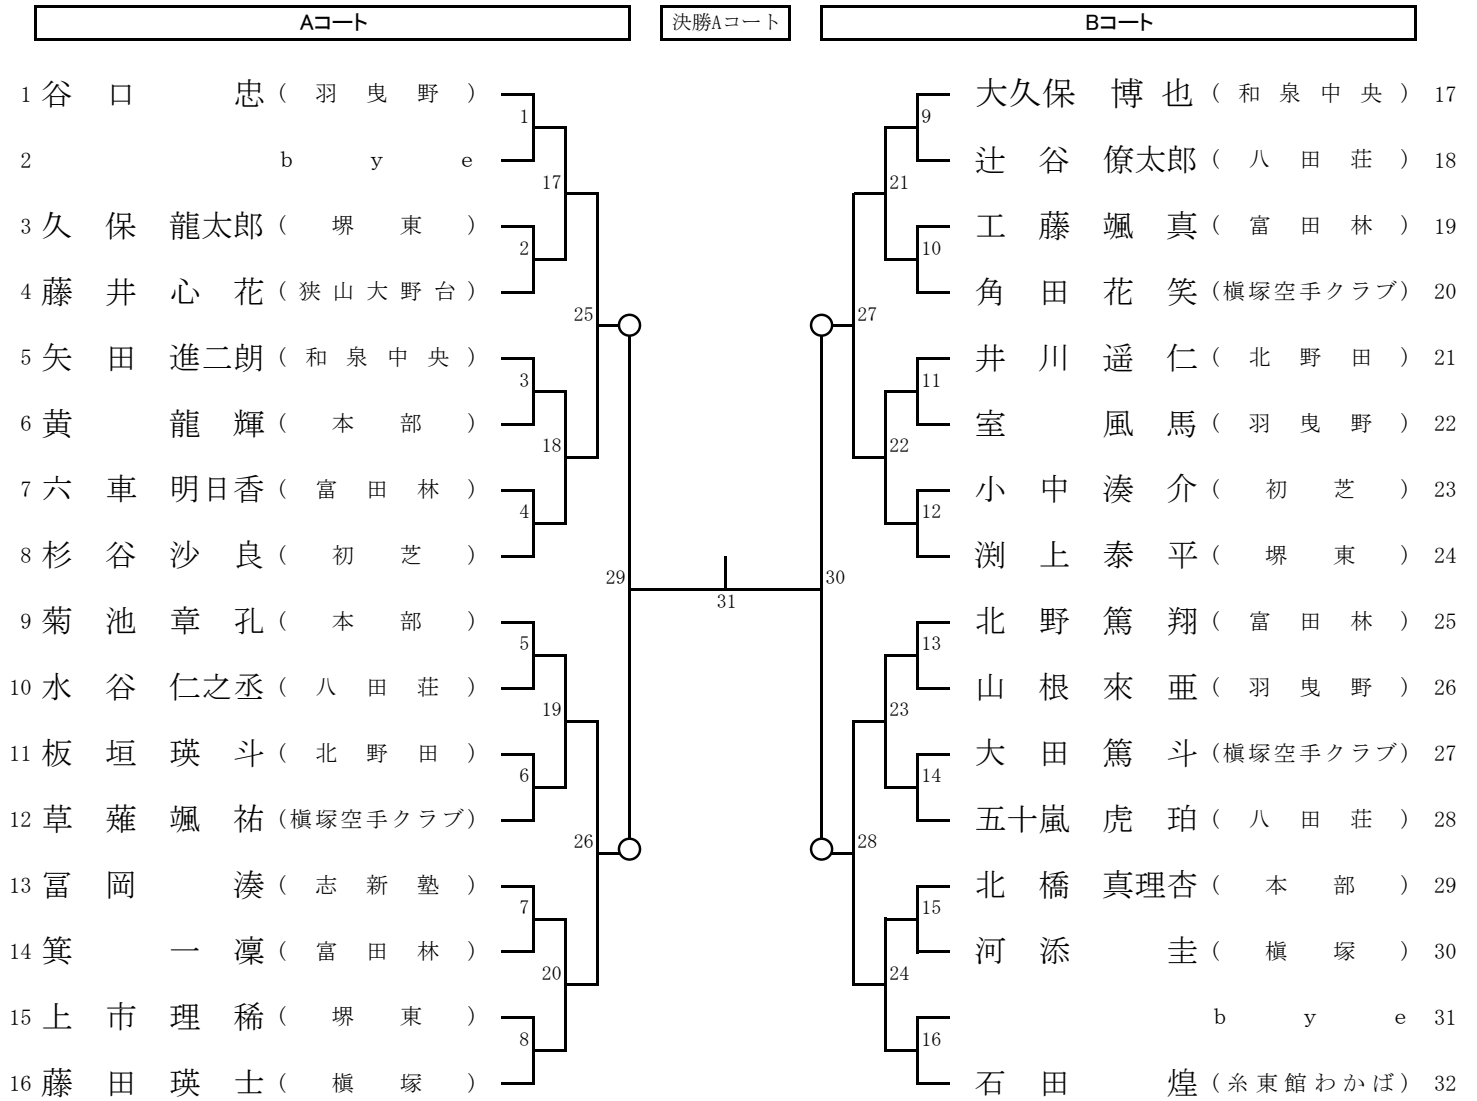 Aコート
決勝Aコート
Bコート
1 谷口 忠 (羽曳野)
2 bye
3 久保 龍太郎 (堺東)
4 藤井 心花 (狭山大野台)
5 矢田 進二朗 (和泉中央)
6 黄 龍輝 (本部)
7 六車 明日香 (富田林)
8 杉谷 沙良 (初芝)
9 菊池 章孔 (本部)
10 水谷 仁之丞 (八田荘)
11 板垣 瑛斗 (北野田)
12 草薙 颯祐 (槇塚空手クラブ)
13 冨岡 湊 (志新塾)
14 箕 一凜 (富田林)
15 上市 理稀 (堺東)
16 藤田 瑛士 (槇塚)
1
2
3
4
5
6
7
8
17
18
19
20
25
26
29
31
30
27
28
21
22
23
24
9
10
11
12
13
14
15
16
大久保 博也 (和泉中央) 17
辻谷 僚太郎 (八田荘) 18
工藤 颯真 (富田林) 19
角田 花笑 (槇塚空手クラブ) 20
井川 遥仁 (北野田) 21
室 風馬 (羽曳野) 22
小中 湊介 (初芝) 23
渕上 泰平 (堺東) 24
北野 篤翔 (富田林) 25
山根 來亜 (羽曳野) 26
大田 篤斗 (槇塚空手クラブ) 27
五十嵐 虎珀 (八田荘) 28
北橋 真理杏 (本部) 29
河添 圭 (槇塚) 30
bye 31
石田 煌 (糸東館わかば) 32